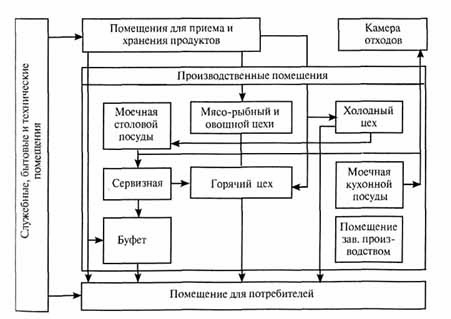 Служебные, бытовые и технические
помещения
Помещения для приема и
хранения продуктов
Камера
отходов
Производственные помещения
Моечная
столовой
посуды
Мясо-рыбный и
овощной цехи
Холодный
цех
Сервизная
Горячий цех
Моечная
кухонной
посуды
Буфет
Помещение
зав. произ-
водством
Помещение для потребителей